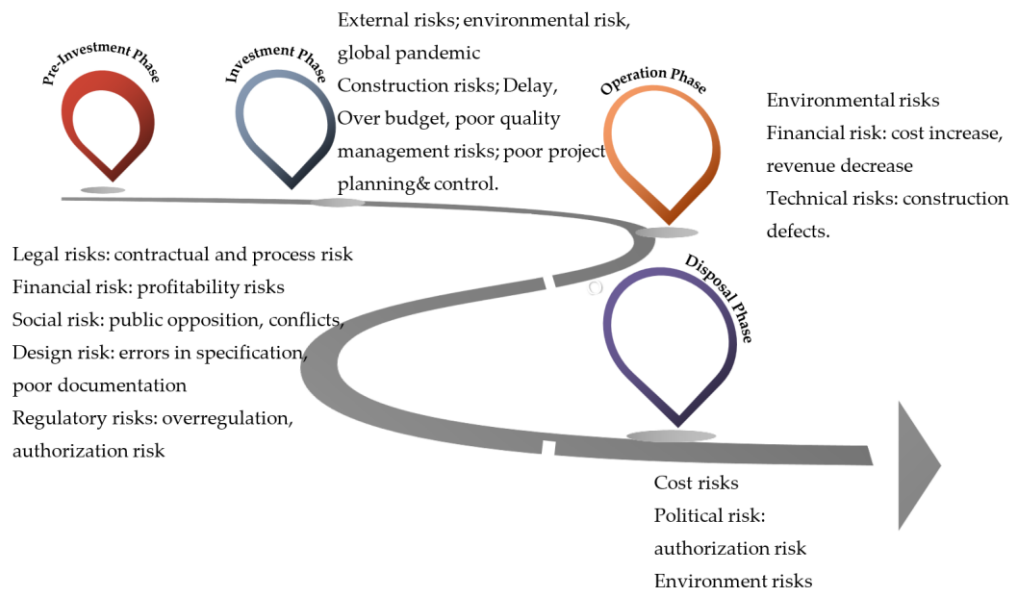 Pre-Investment Phase
Legal risks: contractual and process risk
Financial risk: profitability risks
Social risk: public opposition, conflicts,
Design risk: errors in specification,
poor documentation
Regulatory risks: overregulation,
authorization risk
Investment Phase
External risks; environmental risk,
global pandemic
Construction risks; Delay,
Over budget, poor quality
management risks; poor project
planning& control.
Operation Phase
Environmental risks
Financial risk: cost increase,
revenue decrease
Technical risks: construction
defects.
Disposal Phase
Cost risks
Political risk:
authorization risk
Environment risks